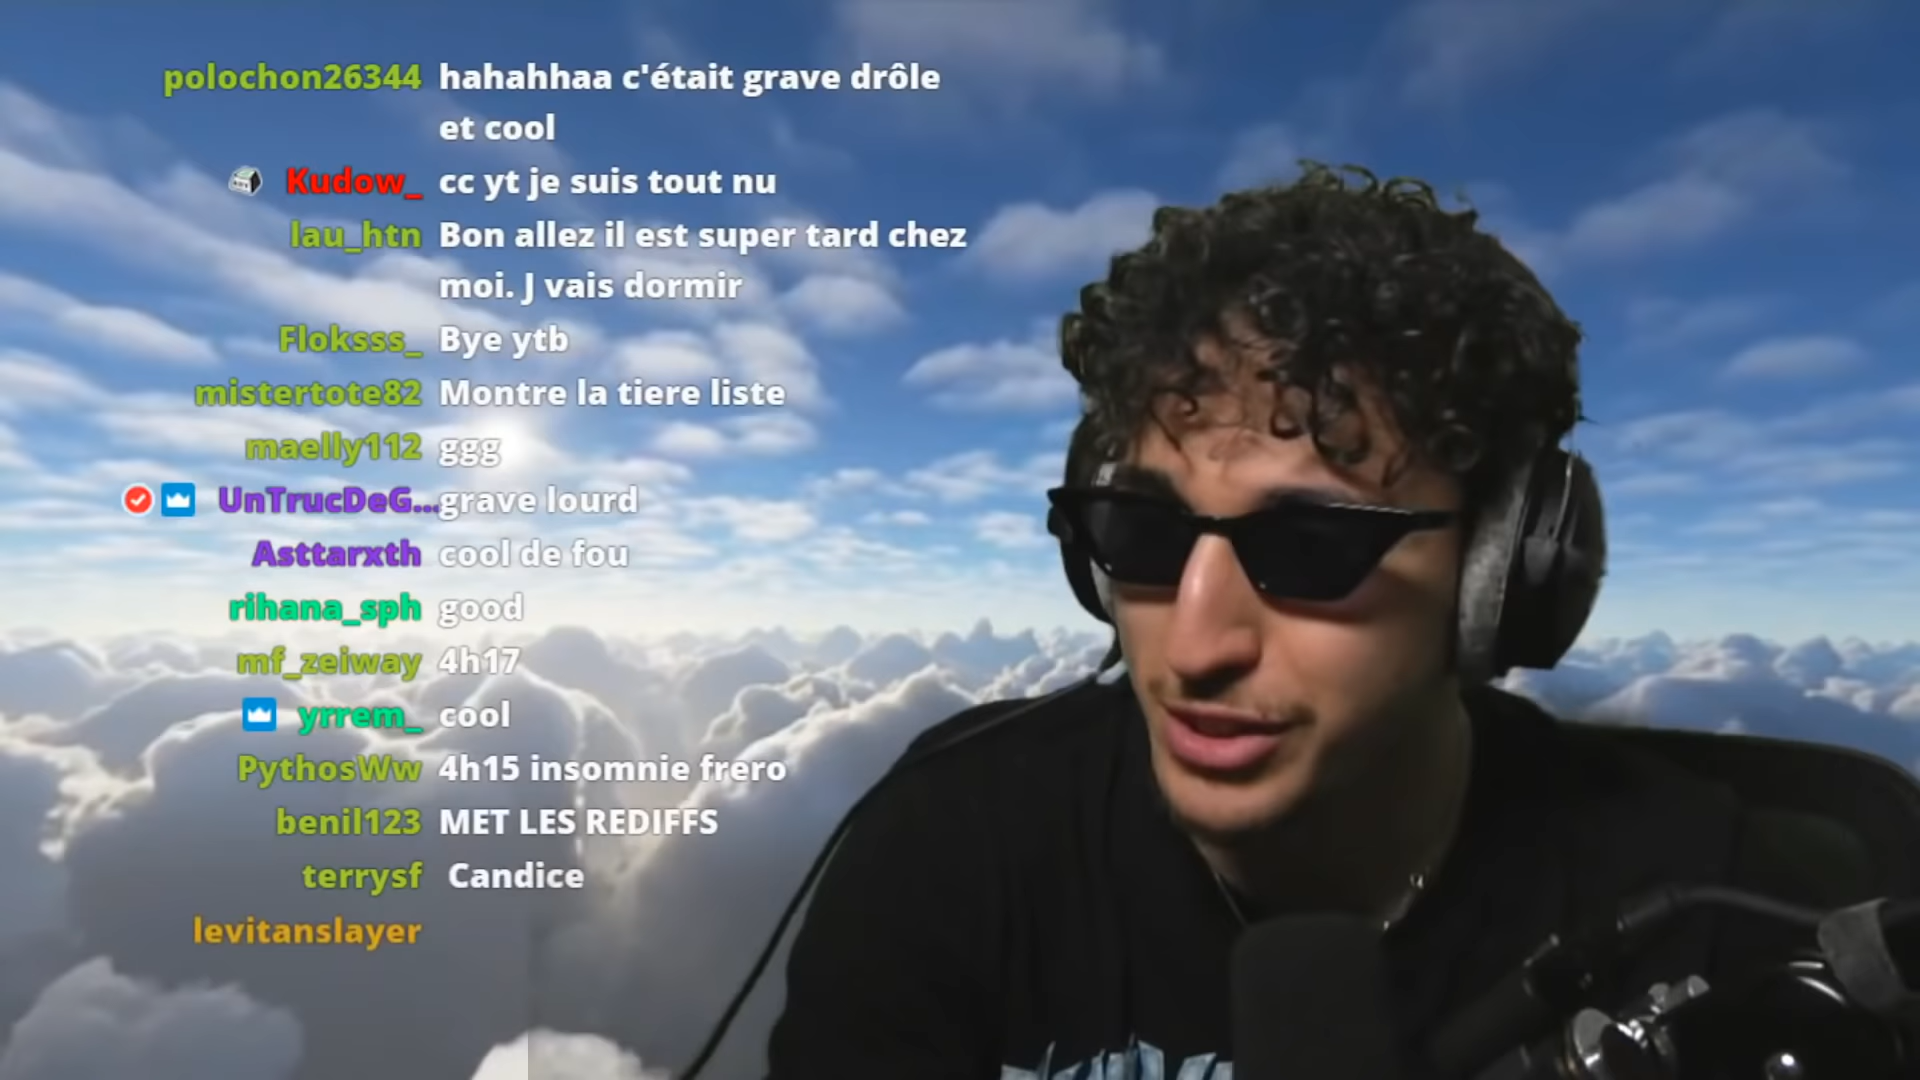 polochon26344 hahahhaa c'était grave drôle
et cool
Kudow_ cc yt je suis tout nu
lau_htn Bon allez il est super tard chez
moi. J vais dormir
Floksss_ Bye ytb
mistertote82 Montre la tiere liste
maelly112 ggg
UnTrucDeG... grave lourd
Asttarxth cool de fou
rihana_sph good
mf_zeiway 4h17
yrrem_ cool
PythosWw 4h15 insomnie frero
benil123 MET LES REDIFFS
terrysf Candice
levitanslayer